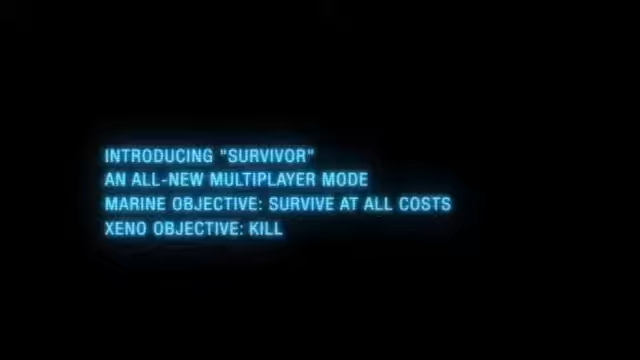 INTRODUCING "SURVIVOR"
AN ALL-NEW MULTIPLAYER MODE
MARINE OBJECTIVE: SURVIVE AT ALL COSTS
XENO OBJECTIVE: KILL